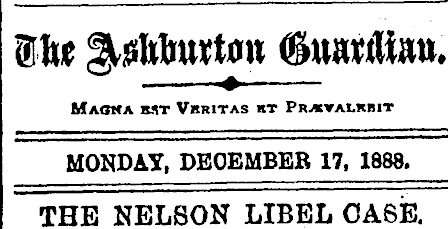 The Ashburton Guardian.
MAGNA EST VERITAS ET PRÆVALEBIT
MONDAY, DECEMBER 17, 1888.
THE NELSON LIBEL CASE.